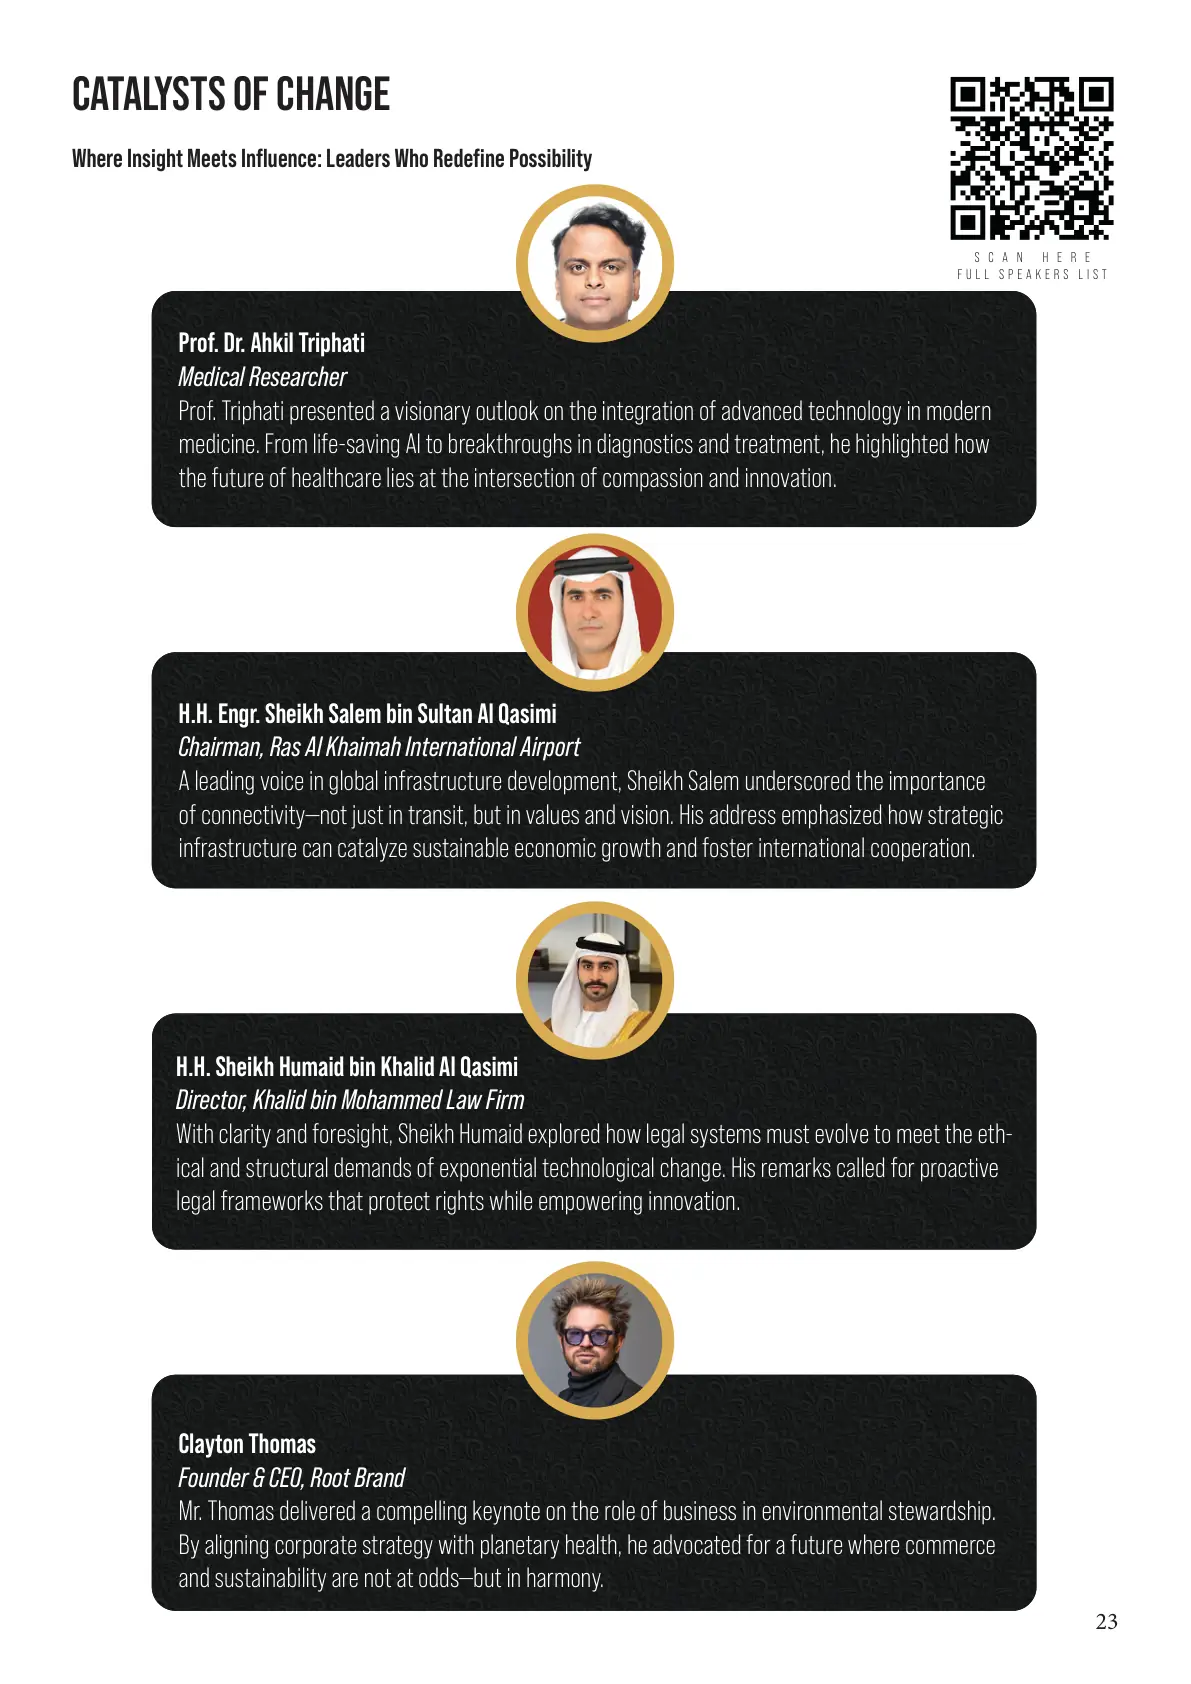 CATALYSTS OF CHANGE
Where Insight Meets Influence: Leaders Who Redefine Possibility
SCAN HERE
FULL SPEAKERS LIST
Prof. Dr. Ahkil Triphati
Medical Researcher
Prof. Triphati presented a visionary outlook on the integration of advanced technology in modern
medicine. From life-saving AI to breakthroughs in diagnostics and treatment, he highlighted how
the future of healthcare lies at the intersection of compassion and innovation.
H.H. Engr. Sheikh Salem bin Sultan Al Qasimi
Chairman, Ras Al Khaimah International Airport
A leading voice in global infrastructure development, Sheikh Salem underscored the importance
of connectivity—not just in transit, but in values and vision. His address emphasized how strategic
infrastructure can catalyze sustainable economic growth and foster international cooperation.
H.H. Sheikh Humaid bin Khalid Al Qasimi
Director, Khalid bin Mohammed Law Firm
With clarity and foresight, Sheikh Humaid explored how legal systems must evolve to meet the eth-
ical and structural demands of exponential technological change. His remarks called for proactive
legal frameworks that protect rights while empowering innovation.
Clayton Thomas
Founder & CEO, Root Brand
Mr. Thomas delivered a compelling keynote on the role of business in environmental stewardship.
By aligning corporate strategy with planetary health, he advocated for a future where commerce
and sustainability are not at odds—but in harmony.
23